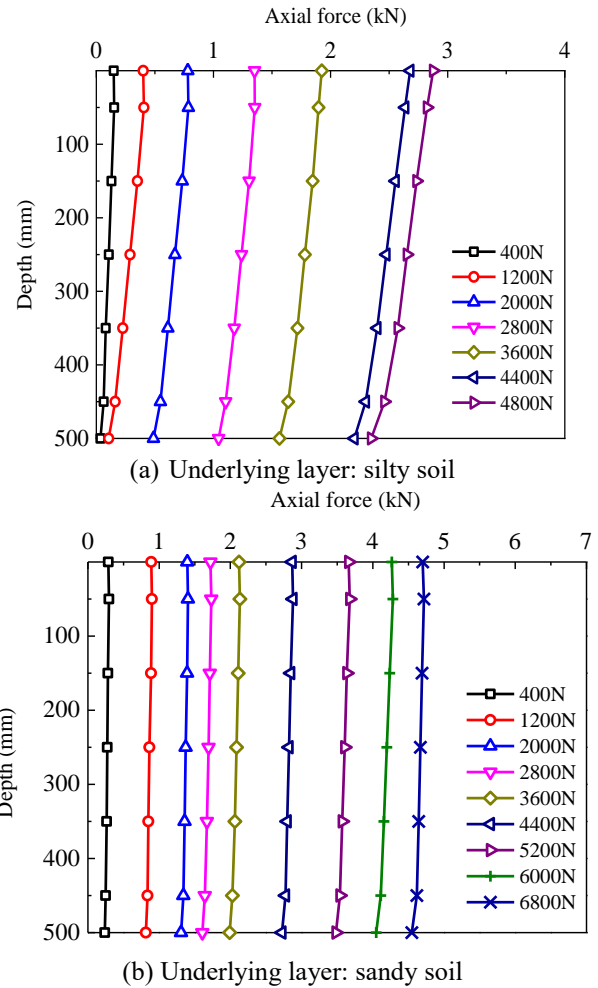 Axial force (kN)
0 1 2 3 4
100
200
300
400
500
Depth (mm)
400N
1200N
2000N
2800N
3600N
4400N
4800N
(a) Underlying layer: silty soil
Axial force (kN)
0 1 2 3 4 5 6 7
100
200
300
400
500
Depth (mm)
400N
1200N
2000N
2800N
3600N
4400N
5200N
6000N
6800N
(b) Underlying layer: sandy soil